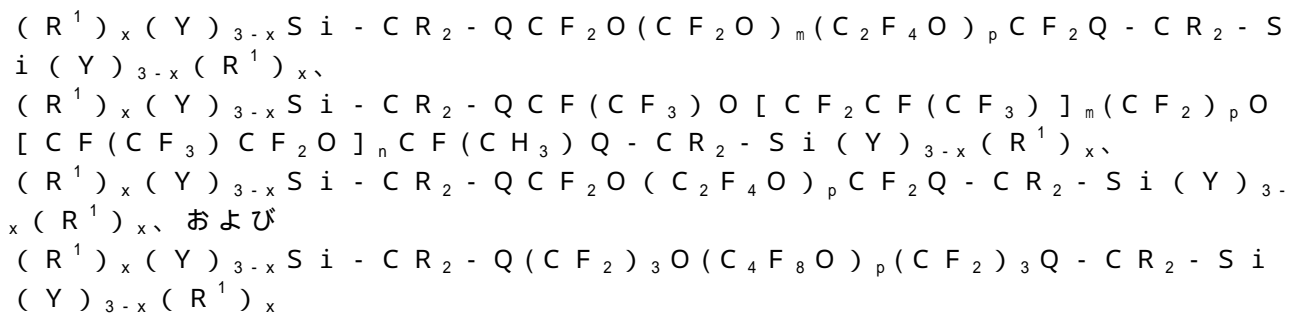 (R¹)ₓ(Y)₃₋ₓSi-CR₂-QCF₂O(CF₂O)ₘ(C₂F₄O)ₚCF₂Q-CR₂-S
i(Y)₃₋ₓ(R¹)ₓ、
(R¹)ₓ(Y)₃₋ₓSi-CR₂-QCF(CF₃)O[CF₂CF(CF₃)]ₘ(CF₂)ₚO
[CF(CF₃)CF₂O]ₙCF(CH₃)Q-CR₂-Si(Y)₃₋ₓ(R¹)ₓ、
(R¹)ₓ(Y)₃₋ₓSi-CR₂-QCF₂O(C₂F₄O)ₚCF₂Q-CR₂-Si(Y)₃₋
ₓ(R¹)ₓ、および
(R¹)ₓ(Y)₃₋ₓSi-CR₂-Q(CF₂)₃O(C₄F₈O)ₚ(CF₂)₃Q-CR₂-Si
(Y)₃₋ₓ(R¹)ₓ